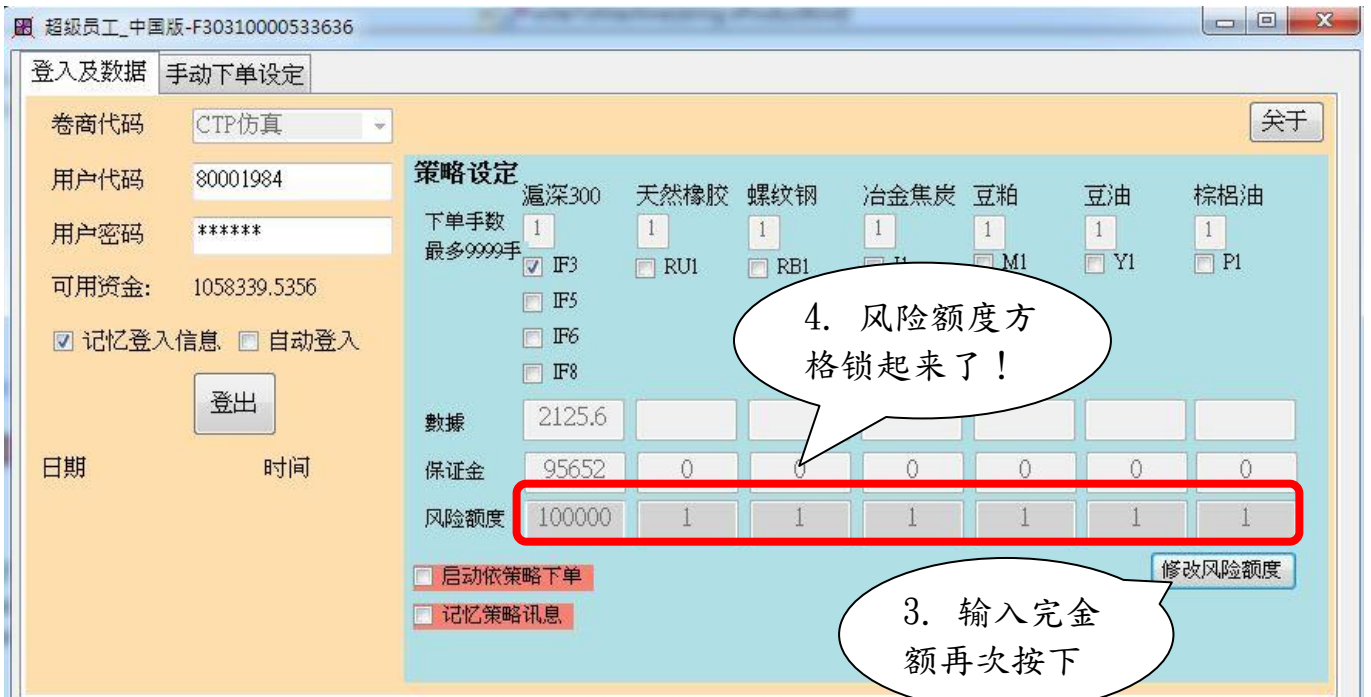 超级员工_中国版-F30310000533636
登入及数据 手动下单设定
卷商代码 CTP仿真 关于
用户代码 80001984
用户密码 ******
可用资金: 1058339.5356
记忆登入信息 自动登入
登出
日期 时间
策略设定
滬深300 天然橡胶 螺纹钢 冶金焦炭 豆粕 豆油 棕榈油
下单手数 1 1 1 1 1 1 1
最多9999手
IF3 RU1 RB1 M1 Y1 P1
IF5
IF6
IF8
4. 风险额度方
格锁起来了！
數據 2125.6
保证金 95652 0 0 0 0 0 0
风险额度 100000 1 1 1 1 1 1
修改风险额度
启动依策略下单
记忆策略讯息
3. 输入完金
额再次按下